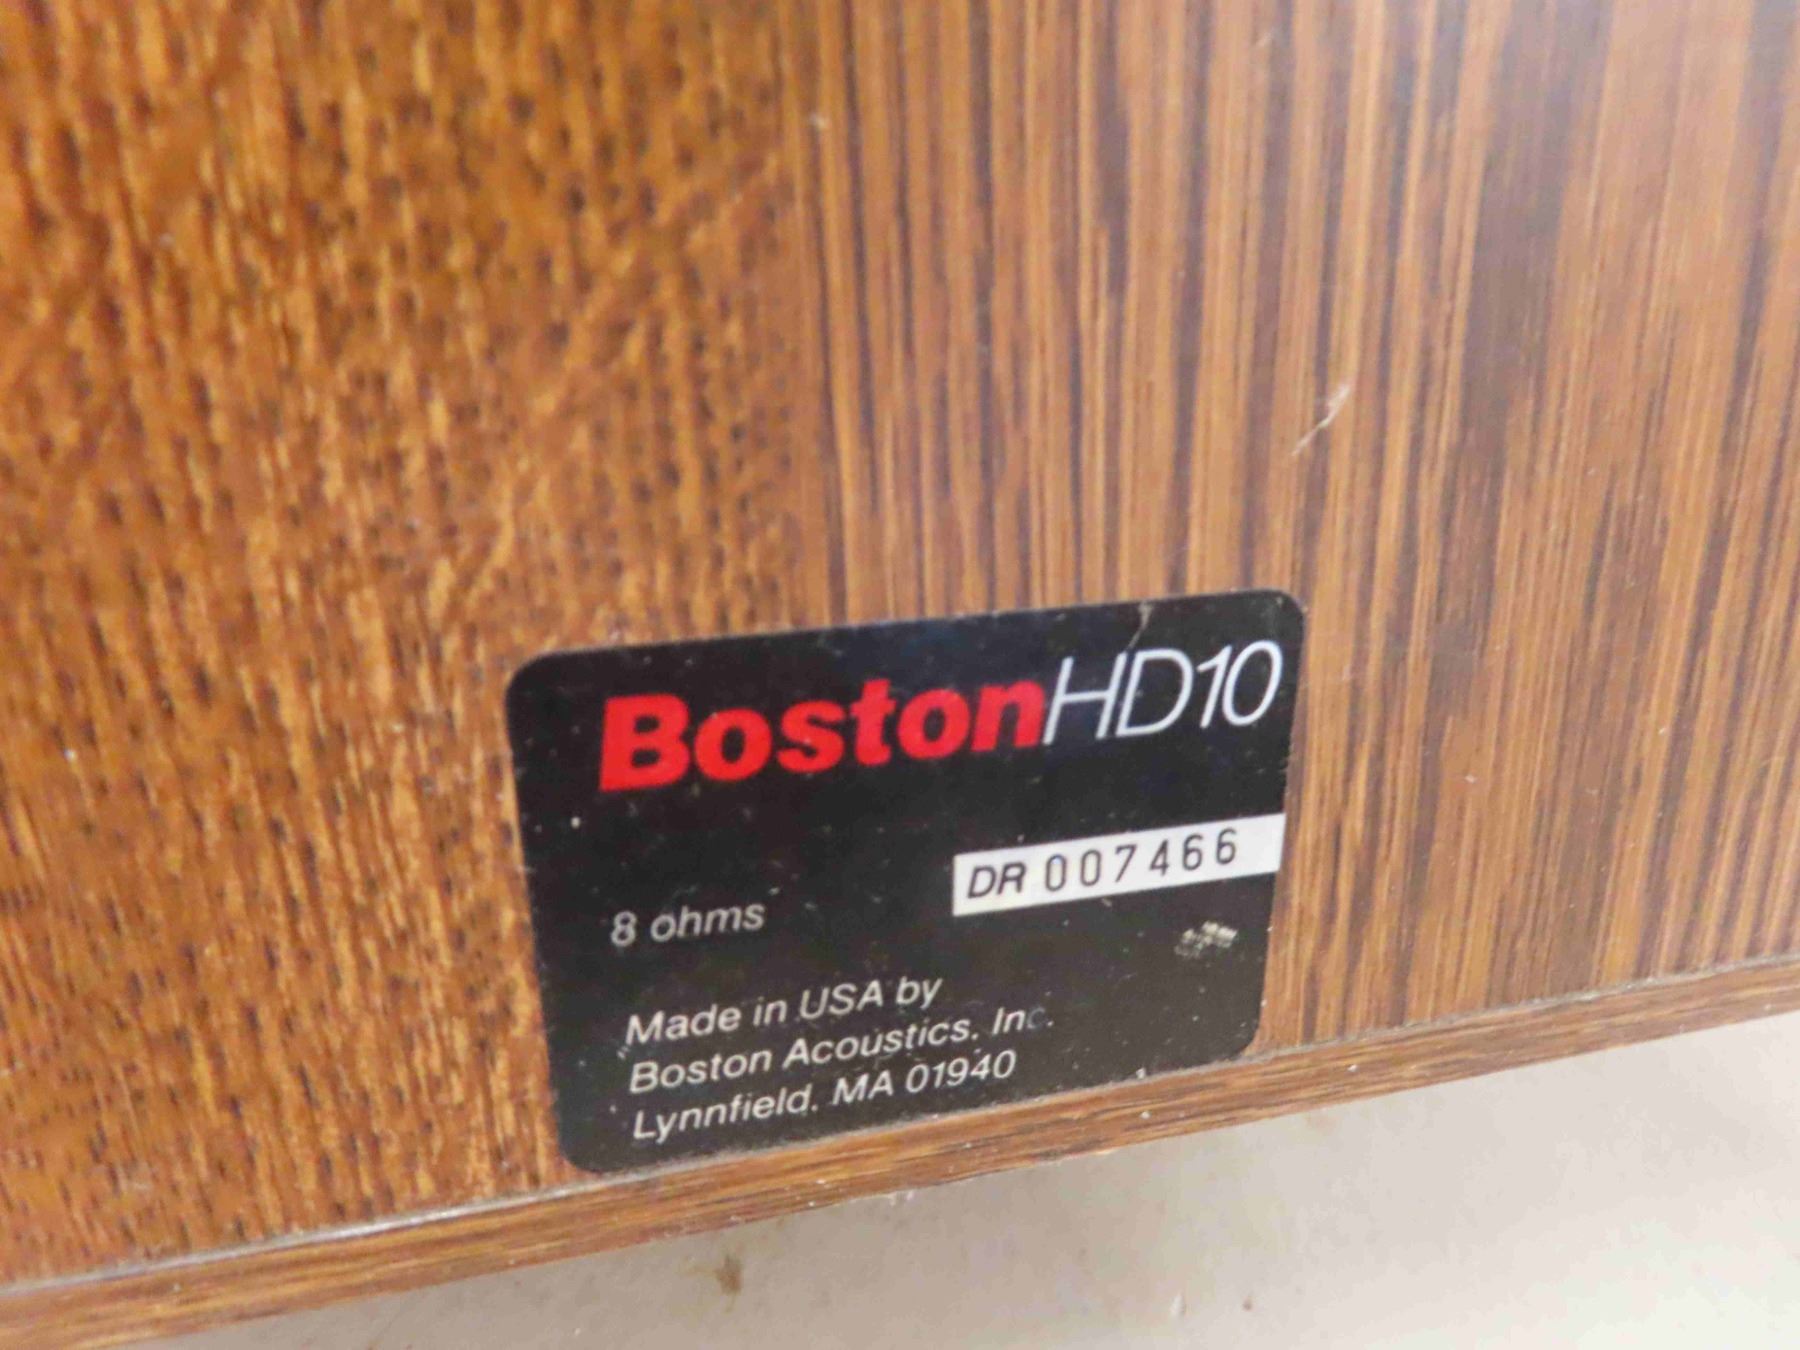 BostonHD10
DR 007466
8 ohms
Made in USA by
Boston Acoustics, Inc.
Lynnfield, MA 01940